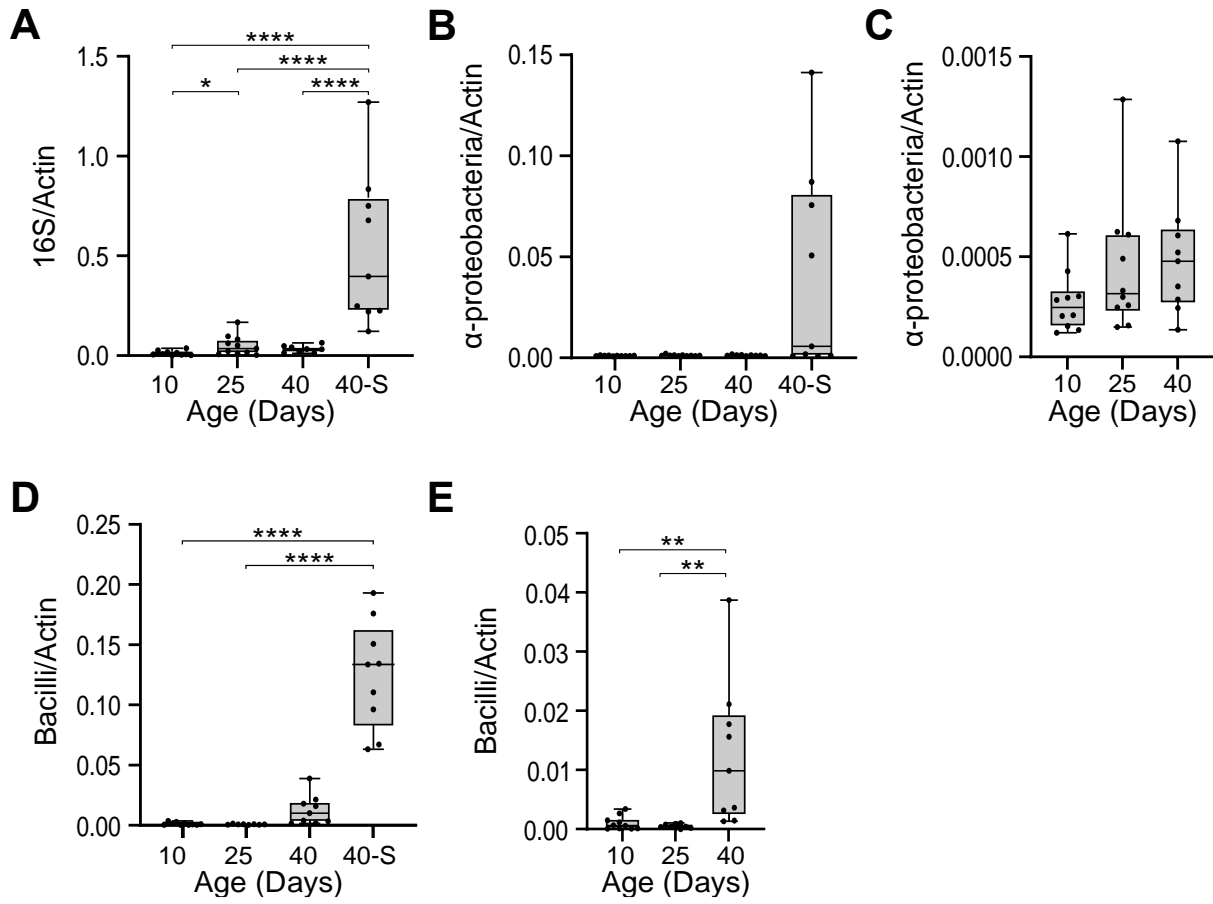 A
16S/Actin
1.5
1.0
0.5
0.0
****
****
* ****
10 25 40 40-S
Age (Days)
B
α-proteobacteria/Actin
0.15
0.10
0.05
0.00
10 25 40 40-S
Age (Days)
C
α-proteobacteria/Actin
0.0015
0.0010
0.0005
0.0000
10 25 40
Age (Days)
D
Bacilli/Actin
0.25
0.20
0.15
0.10
0.05
0.00
****
****
10 25 40 40-S
Age (Days)
E
Bacilli/Actin
0.05
0.04
0.03
0.02
0.01
0.00
**
**
10 25 40
Age (Days)